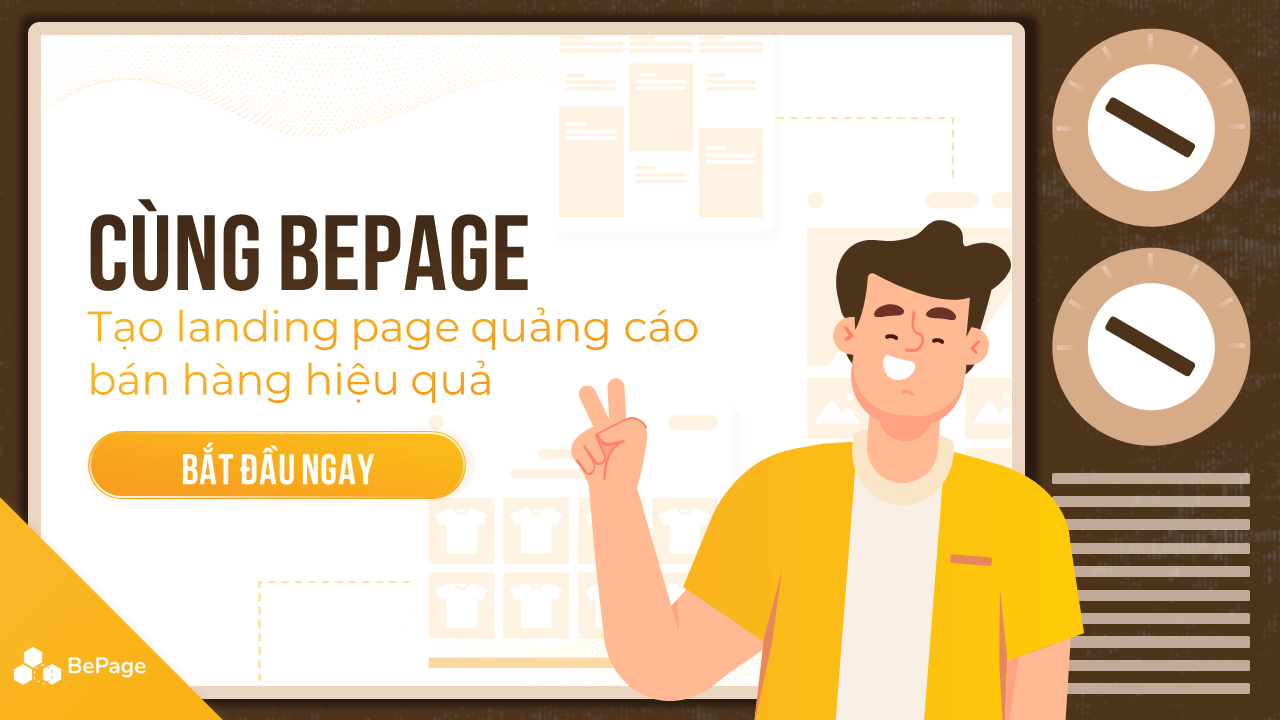 CÙNG BEPAGE
Tạo landing page quảng cáo
bán hàng hiệu quả
BẮT ĐẦU NGAY
BePage